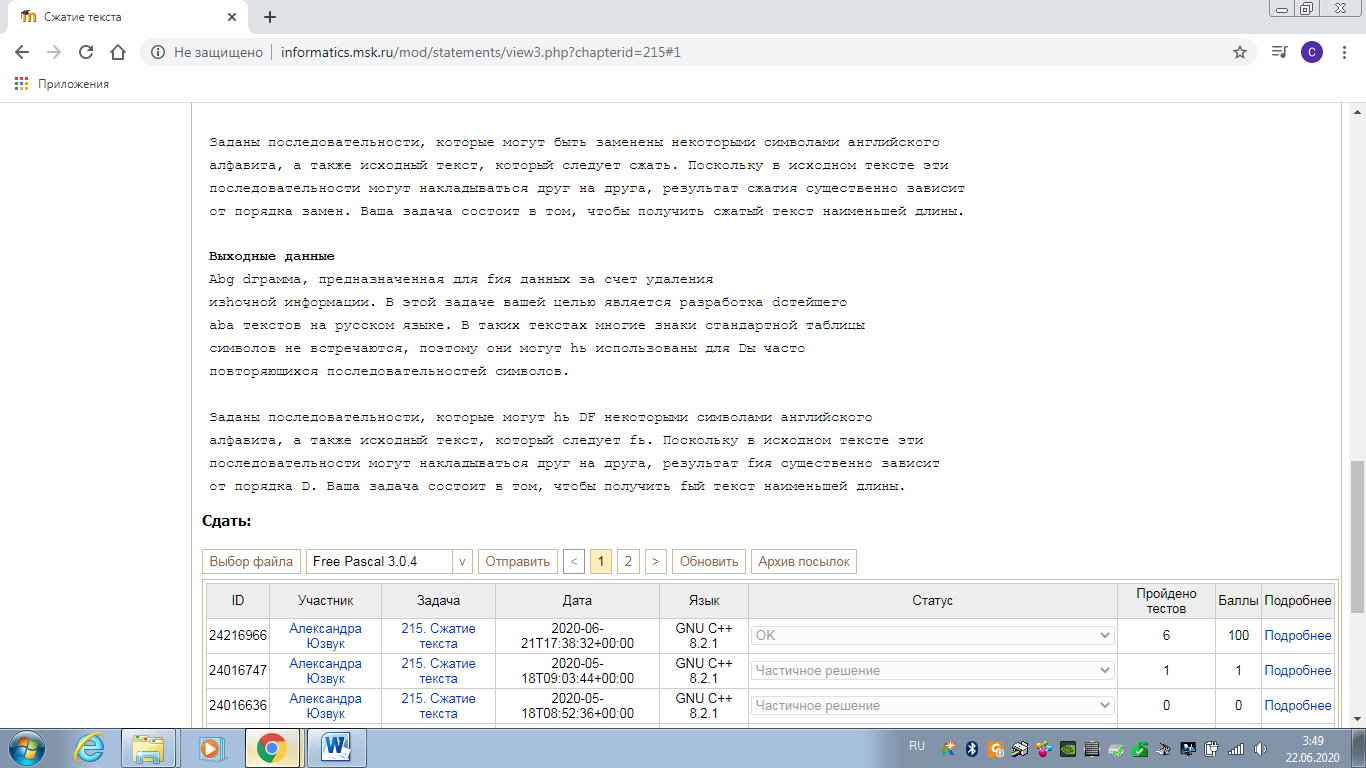 Сжатие текста
Не защищено
informatics.msk.ru/mod/statements/view3.php?chapterid=215#1
С
Приложения
Заданы последовательности, которые могут быть заменены некоторыми символами английского
алфавита, а также исходный текст, который следует сжать. Поскольку в исходном тексте эти
последовательности могут накладываться друг на друга, результат сжатия существенно зависит
от порядка замен. Ваша задача состоит в том, чтобы получить сжатый текст наименьшей длины.
Выходные данные
Abg dграмма, предназначенная для fия данных за счет удаления
изhочной информации. В этой задаче вашей целью является разработка dстейшего
aba текстов на русском языке. В таких текстах многие знаки стандартной таблицы
символов не встречаются, поэтому они могут hь использованы для Dы часто
повторяющихся последовательностей символов.
Заданы последовательности, которые могут hь DF некоторыми символами английского
алфавита, а также исходный текст, который следует fь. Поскольку в исходном тексте эти
последовательности могут накладываться друг на друга, результат fия существенно зависит
от порядка D. Ваша задача состоит в том, чтобы получить fый текст наименьшей длины.
Сдать:
Выбор файла Free Pascal 3.0.4 v Отправить < 1 2 > Обновить Архив посылок
ID Участник Задача Дата Язык Статус Пройдено тестов Баллы Подробнее
24216966 Александра Юзвук 215. Сжатие текста 2020-06-21T17:38:32+00:00 GNU C++ 8.2.1 OK 6 100 Подробнее
24016747 Александра Юзвук 215. Сжатие текста 2020-05-18T09:03:44+00:00 GNU C++ 8.2.1 Частичное решение 1 1 Подробнее
24016636 Александра Юзвук 215. Сжатие текста 2020-05-18T08:52:36+00:00 GNU C++ 8.2.1 Частичное решение 0 0 Подробнее
RU
3:49
22.06.2020